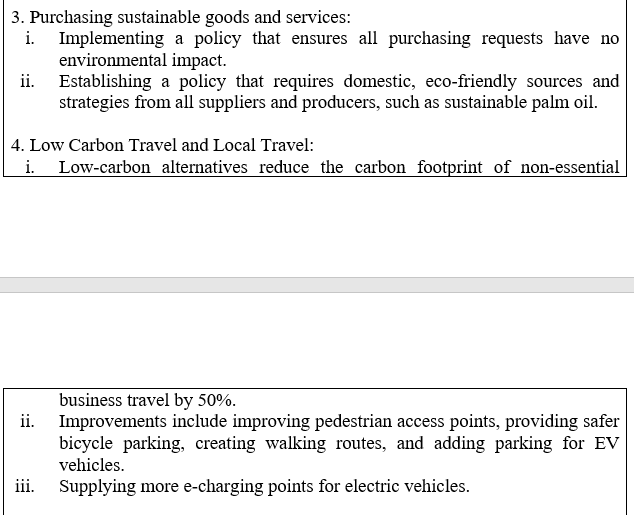 3. Purchasing sustainable goods and services:
i. Implementing a policy that ensures all purchasing requests have no
environmental impact.
ii. Establishing a policy that requires domestic, eco-friendly sources and
strategies from all suppliers and producers, such as sustainable palm oil.
4. Low Carbon Travel and Local Travel:
i. Low-carbon alternatives reduce the carbon footprint of non-essential
business travel by 50%.
ii. Improvements include improving pedestrian access points, providing safer
bicycle parking, creating walking routes, and adding parking for EV
vehicles.
iii. Supplying more e-charging points for electric vehicles.